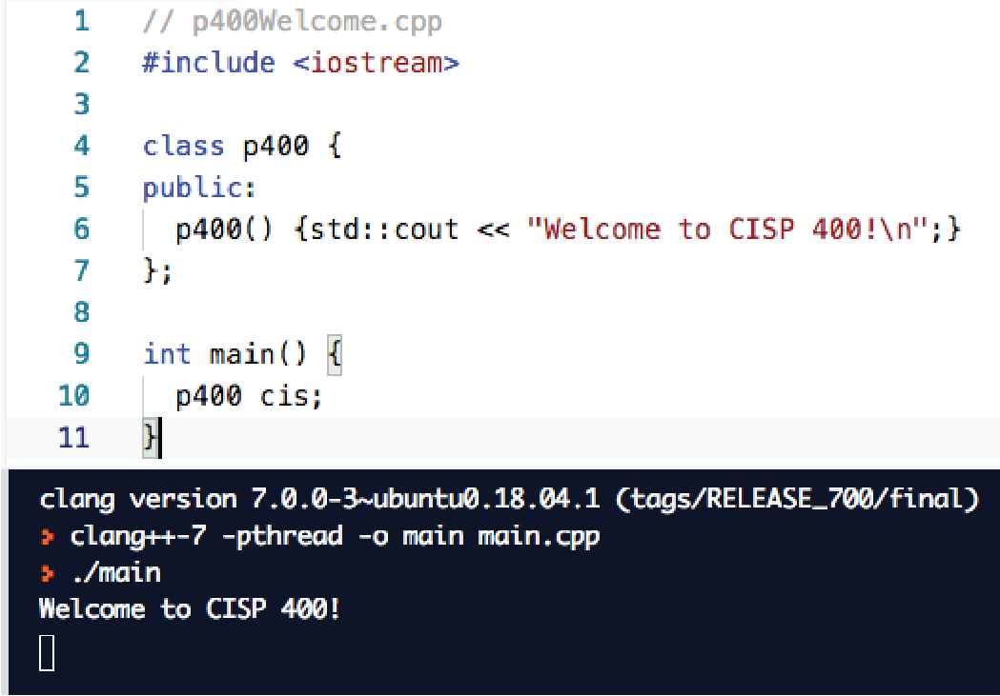 1 // p400Welcome.cpp
2 #include <iostream>
3
4 class p400 {
5 public:
6 p400() {std::cout << "Welcome to CISP 400!\n";}
7 };
8
9 int main() {
10 p400 cis;
11 }
clang version 7.0.0-3~ubuntu0.18.04.1 (tags/RELEASE_700/final)
> clang++-7 -pthread -o main main.cpp
> ./main
Welcome to CISP 400!